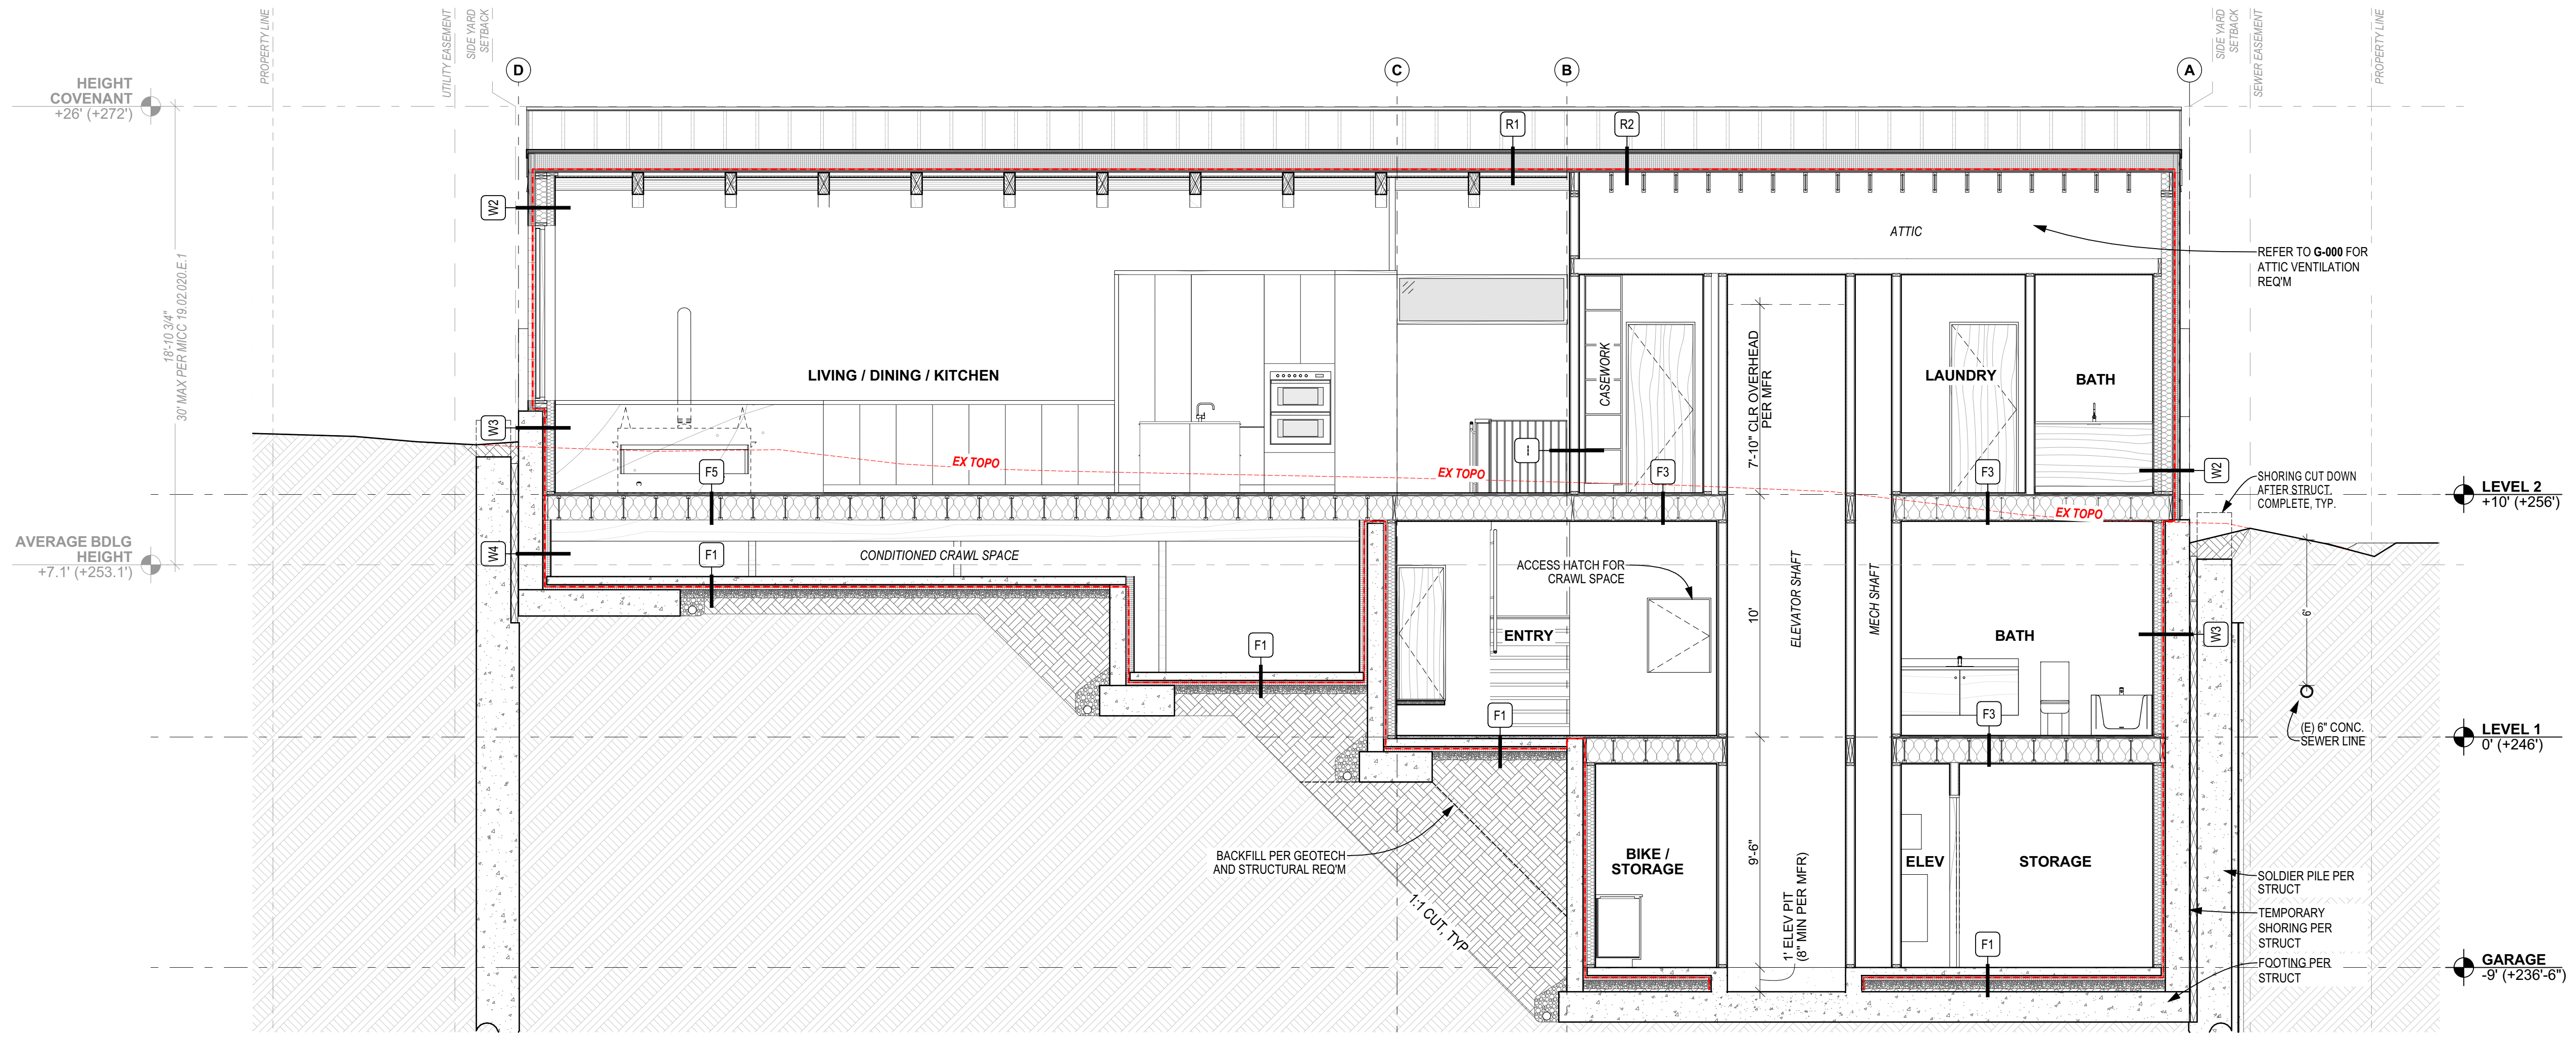 PROPERTY LINE
UTILITY EASEMENT
SIDE YARD
SETBACK
D
C
B
A
SIDE YARD
SETBACK
SEWER EASEMENT
PROPERTY LINE
HEIGHT
COVENANT
+26' (+272')
18'-10 3/4"
30' MAX PER MICC 19.02.020.E.1
AVERAGE BDLG
HEIGHT
+7.1' (+253.1')
R1
R2
W2
ATTIC
REFER TO G-000 FOR
ATTIC VENTILATION
REQ'M
LIVING / DINING / KITCHEN
CASEWORK
7'-10" CLR OVERHEAD
PER MFR
LAUNDRY
BATH
W3
EX TOPO
F5
EX TOPO
I
F3
F3
W2
EX TOPO
SHORING CUT DOWN
AFTER STRUCT.
COMPLETE, TYP.
LEVEL 2
+10' (+256')
W4
F1
CONDITIONED CRAWL SPACE
ACCESS HATCH FOR
CRAWL SPACE
ENTRY
10'
ELEVATOR SHAFT
MECH SHAFT
BATH
W3
6'
(E) 6" CONC.
SEWER LINE
F1
F1
F3
LEVEL 1
0' (+246')
BACKFILL PER GEOTECH
AND STRUCTURAL REQ'M
1:1 CUT, TYP
BIKE /
STORAGE
9'-6"
1' ELEV PIT
(8" MIN PER MFR)
ELEV
STORAGE
F1
SOLDIER PILE PER
STRUCT
TEMPORARY
SHORING PER
STRUCT
FOOTING PER
STRUCT
GARAGE
-9' (+236'-6")